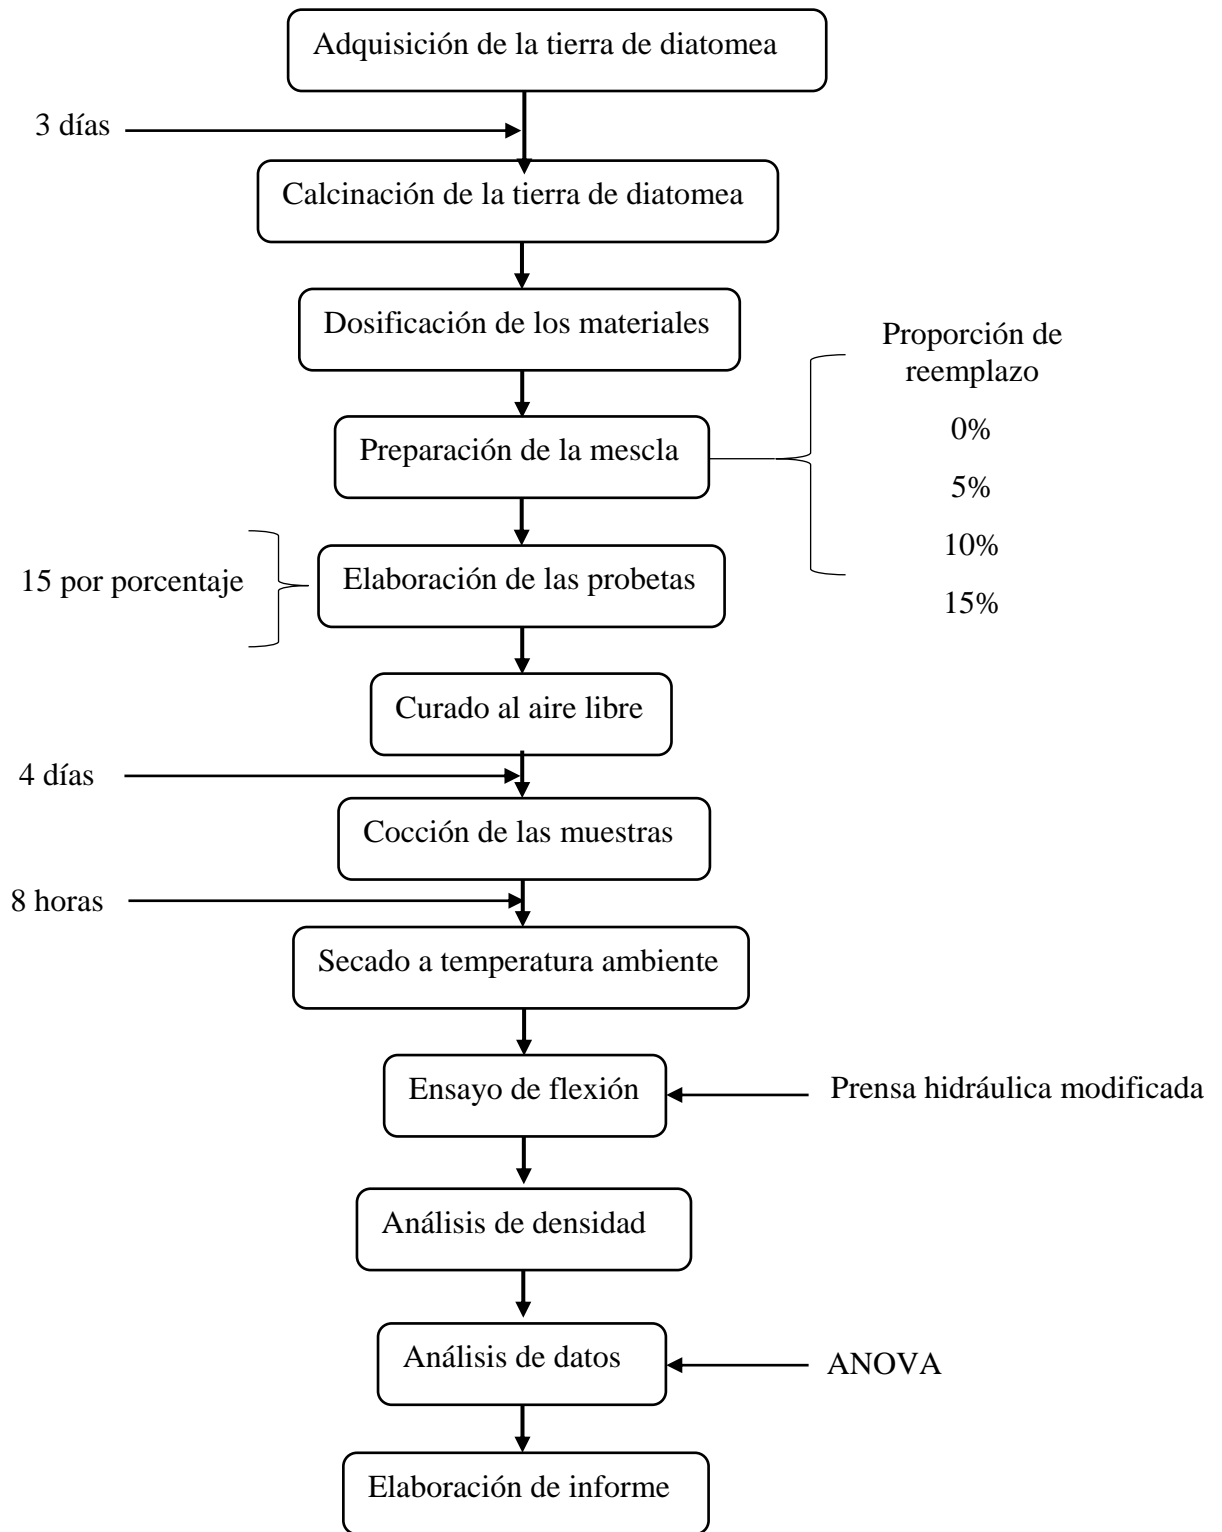 Adquisición de la tierra de diatomea
3 días
Calcinación de la tierra de diatomea
Dosificación de los materiales
Proporción de
reemplazo
0%
5%
10%
15%
Preparación de la mescla
15 por porcentaje
Elaboración de las probetas
Curado al aire libre
4 días
Cocción de las muestras
8 horas
Secado a temperatura ambiente
Ensayo de flexión
Prensa hidráulica modificada
Análisis de densidad
Análisis de datos
ANOVA
Elaboración de informe